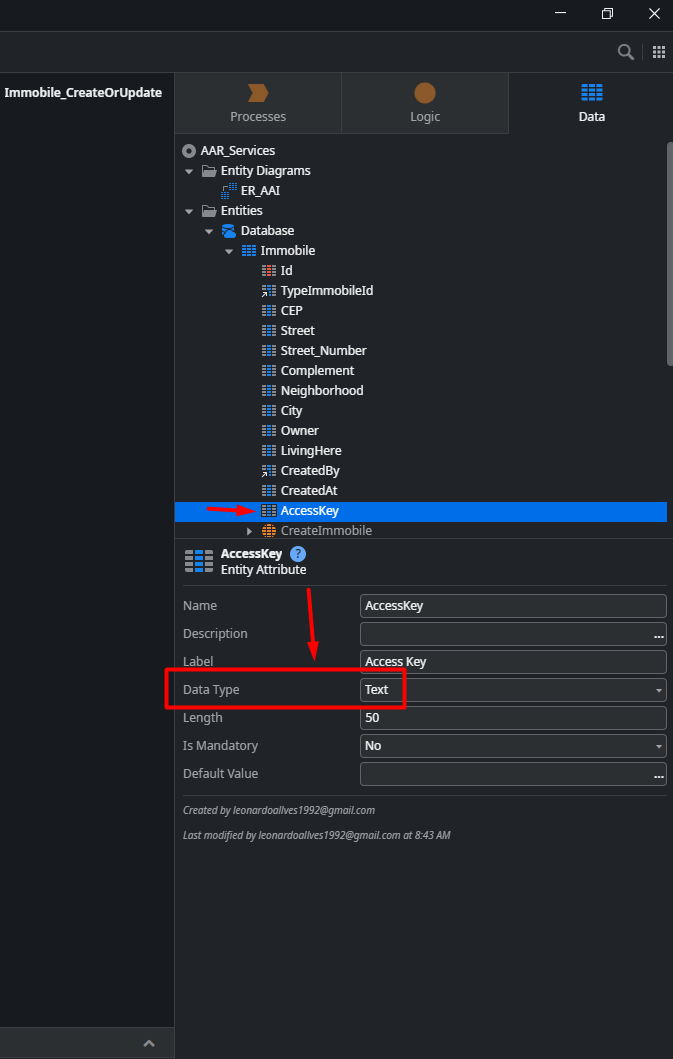 Immobile_CreateOrUpdate
Processes
Logic
Data
AAR_Services
Entity Diagrams
ER_AAI
Entities
Database
Immobile
Id
TypeImmobileId
CEP
Street
Street_Number
Complement
Neighborhood
City
Owner
LivingHere
CreatedBy
CreatedAt
AccessKey
CreateImmobile
AccessKey ?
Entity Attribute
Name AccessKey
Description ...
Label Access Key
Data Type Text
Length 50
Is Mandatory No
Default Value ...
Created by leonardoallves1992@gmail.com
Last modified by leonardoallves1992@gmail.com at 8:43 AM